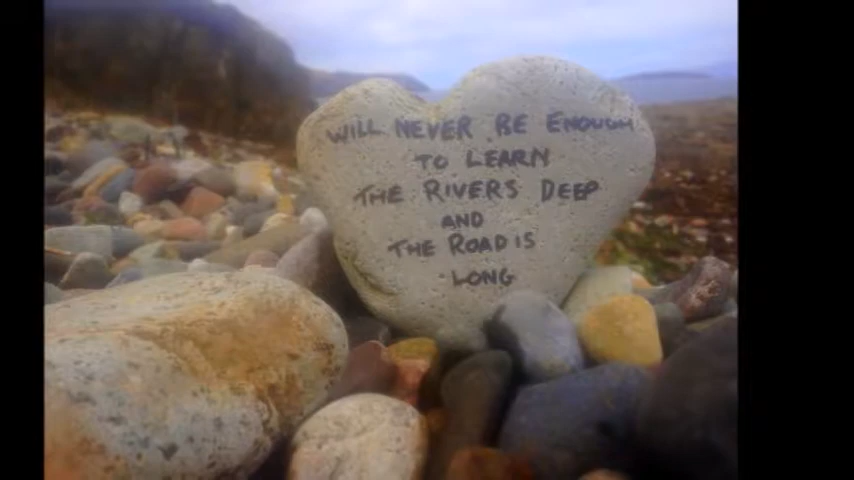 WILL NEVER BE ENOUGH
TO LEARN
THE RIVERS DEEP
AND
THE ROAD IS
LONG